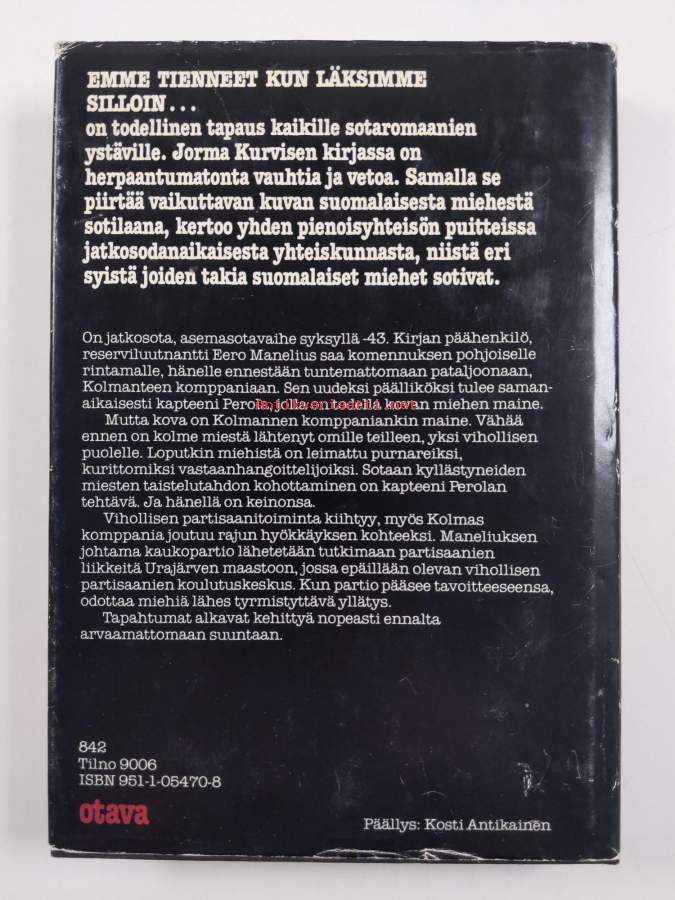 EMME TIENNEET KUN LÄKSIMME
SILLOIN...
on todellinen tapaus kaikille sotaromaanien
ystäville. Jorma Kurvisen kirjassa on
herpaantumatonta vauhtia ja vetoa. Samalla se
piirtää vaikuttavan kuvan suomalaisesta miehestä
sotilaana, kertoo yhden pienoisyhteisön puitteissa
jatkosodanaikaisesta yhteiskunnasta, niistä eri
syistä joiden takia suomalaiset miehet sotivat.
On jatkosota, asemasotavaihe syksyllä -43. Kirjan päähenkilö,
reserviluutnantti Eero Manelius saa komennuksen pohjoiselle
rintamalle, hänelle ennestään tuntemattomaan pataljoonaan,
Kolmanteen komppaniaan. Sen uudeksi päälliköksi tulee saman-
aikaisesti kapteeni Perola, jolla on todella kovan miehen maine.
Mutta kova on Kolmannen komppaniankin maine. Vähää
ennen on kolme miestä lähtenyt omille teilleen, yksi vihollisen
puolelle. Loputkin miehistä on leimattu purnareiksi,
kurittomiksi vastaanhangoittelijoiksi. Sotaan kyllästyneiden
miesten taistelutahdon kohottaminen on kapteeni Perolan
tehtävä. Ja hänellä on keinonsa.
Vihollisen partisaanitoiminta kiihtyy, myös Kolmas
komppania joutuu rajun hyökkäyksen kohteeksi. Maneliuksen
johtama kaukopartio lähetetään tutkimaan partisaanien
liikkeitä Urajärven maastoon, jossa epäillään olevan vihollisen
partisaanien koulutuskeskus. Kun partio pääsee tavoitteeseensa,
odottaa miehiä lähes tyrmistyttävä yllätys.
Tapahtumat alkavat kehittyä nopeasti ennalta
arvaamattomaan suuntaan.
842
Tilno 9006
ISBN 951-1-05470-8
otava
Päällys: Kosti Antikainen